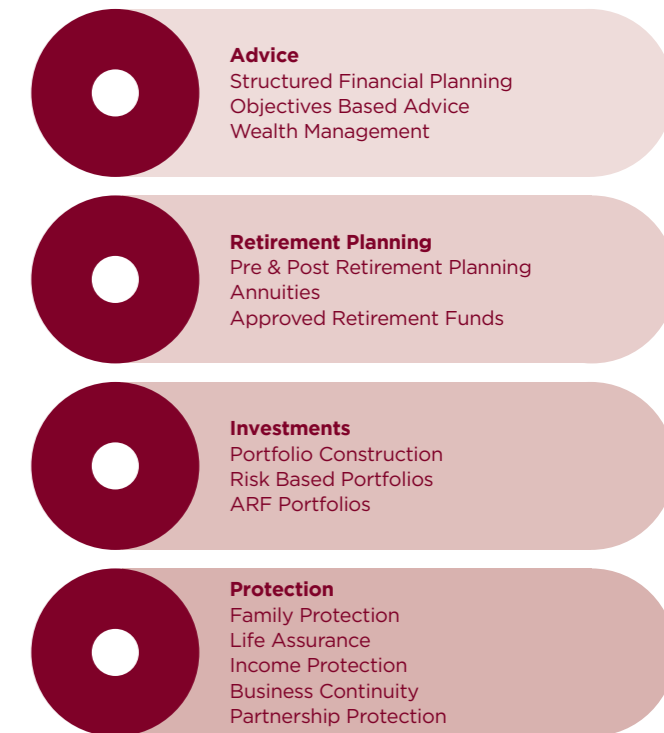 Advice
Structured Financial Planning
Objectives Based Advice
Wealth Management
Retirement Planning
Pre & Post Retirement Planning
Annuities
Approved Retirement Funds
Investments
Portfolio Construction
Risk Based Portfolios
ARF Portfolios
Protection
Family Protection
Life Assurance
Income Protection
Business Continuity
Partnership Protection